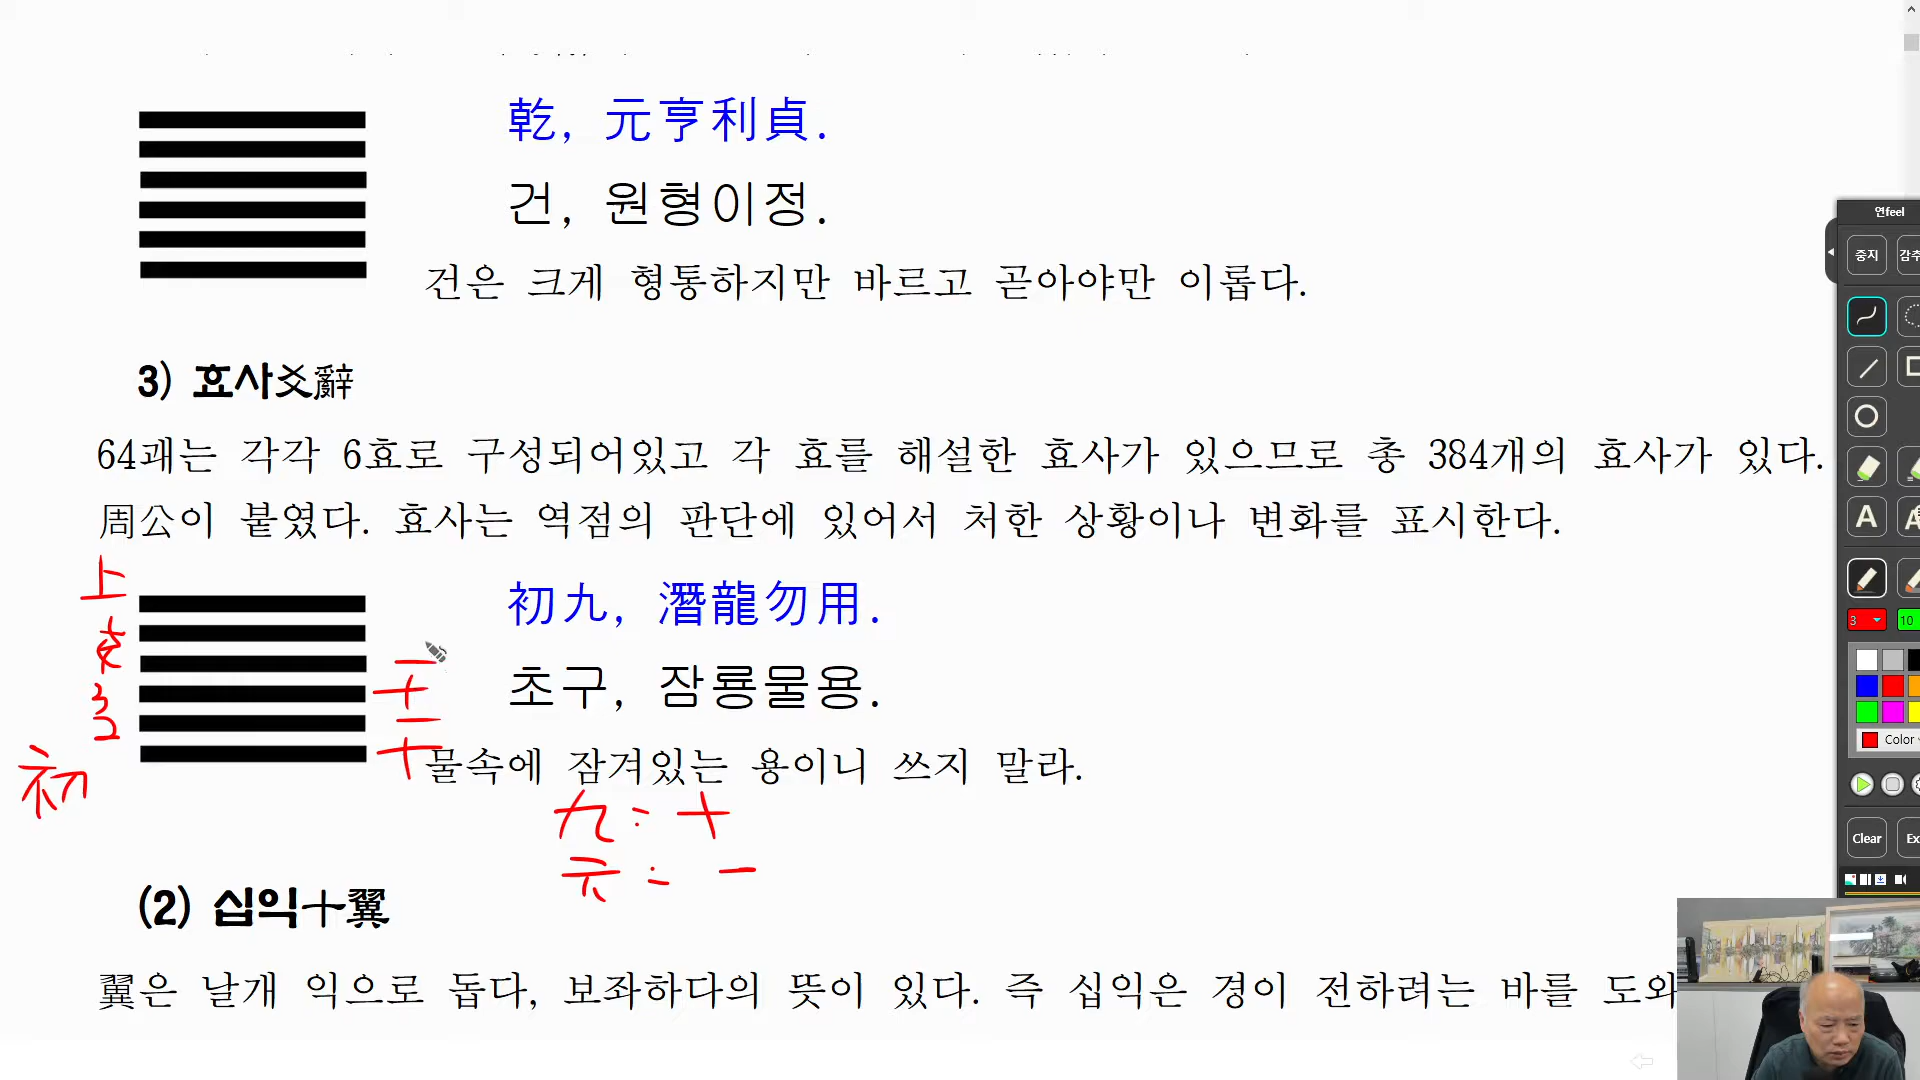 乾, 元亨利貞.
건, 원형이정.
건은 크게 형통하지만 바르고 곧아야만 이롭다.
3) 효사爻辭
64괘는 각각 6효로 구성되어있고 각 효를 해설한 효사가 있으므로 총 384개의 효사가 있다.
周公이 붙였다. 효사는 역점의 판단에 있어서 처한 상황이나 변화를 표시한다.
上
初
初九, 潛龍勿用.
초구, 잠룡물용.
물속에 잠겨있는 용이니 쓰지 말라.
九: +
六: -
(2) 십익十翼
翼은 날개 익으로 돕다, 보좌하다의 뜻이 있다. 즉 십익은 경이 전하려는 바를 도와
연feel
중지
A
3
10
Color
Clear